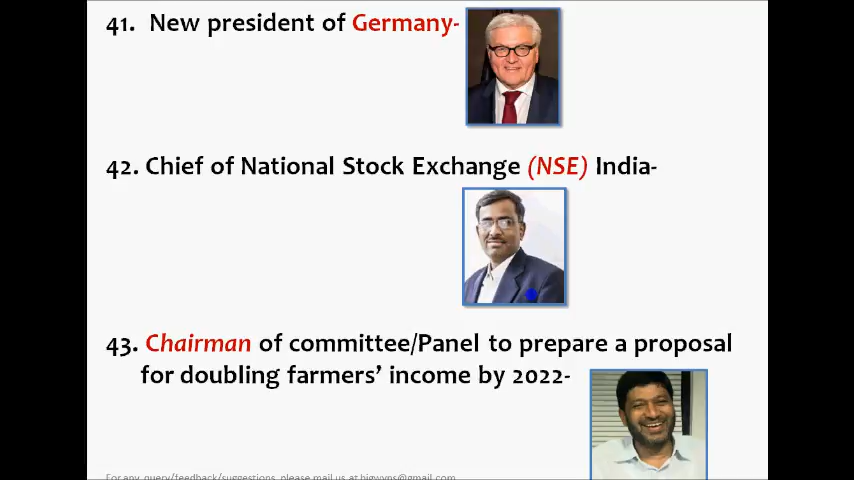 41. New president of Germany-
42. Chief of National Stock Exchange (NSE) India-
43. Chairman of committee/Panel to prepare a proposal
for doubling farmers' income by 2022-
For any query/feedback/suggestions, please mail us at